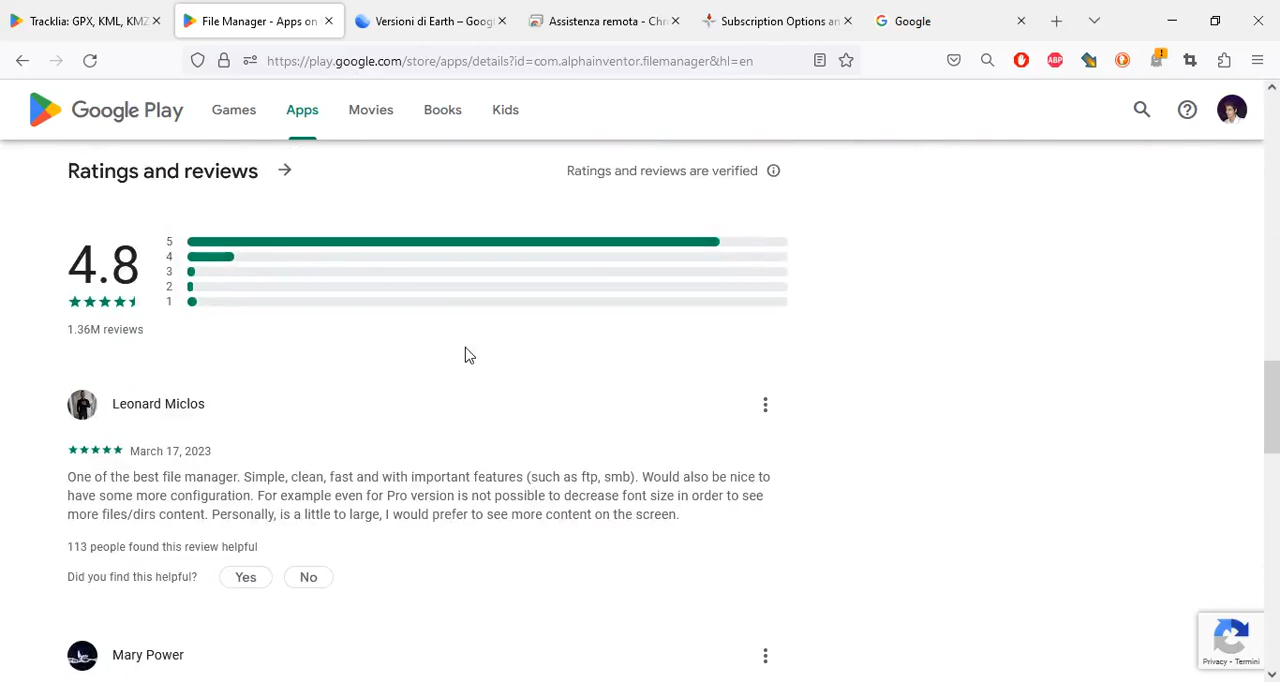 Tracklia: GPX, KML, KMZ
File Manager - Apps on
Versioni di Earth – Goog
Assistenza remota - Chr
Subscription Options an
Google
https://play.google.com/store/apps/details?id=com.alphainventor.filemanager&hl=en
ABP
Google Play
Games
Apps
Movies
Books
Kids
Ratings and reviews
Ratings and reviews are verified
4.8
5
4
3
2
1
1.36M reviews
Leonard Miclos
March 17, 2023
One of the best file manager. Simple, clean, fast and with important features (such as ftp, smb). Would also be nice to
have some more configuration. For example even for Pro version is not possible to decrease font size in order to see
more files/dirs content. Personally, is a little to large, I would prefer to see more content on the screen.
113 people found this review helpful
Did you find this helpful?
Yes
No
Mary Power
Privacy - Termini